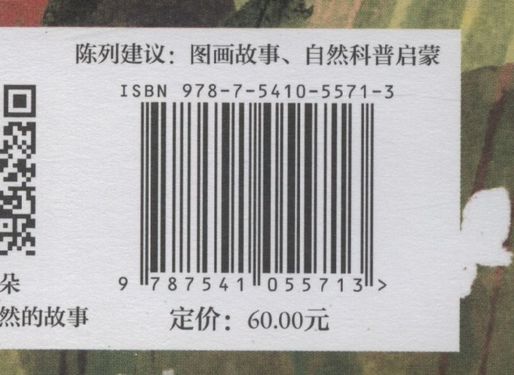 陈列建议：图画故事、自然科普启蒙
ISBN 978-7-5410-5571-3
9 787541 055713 >
朵
然的故事
定价：60.00元